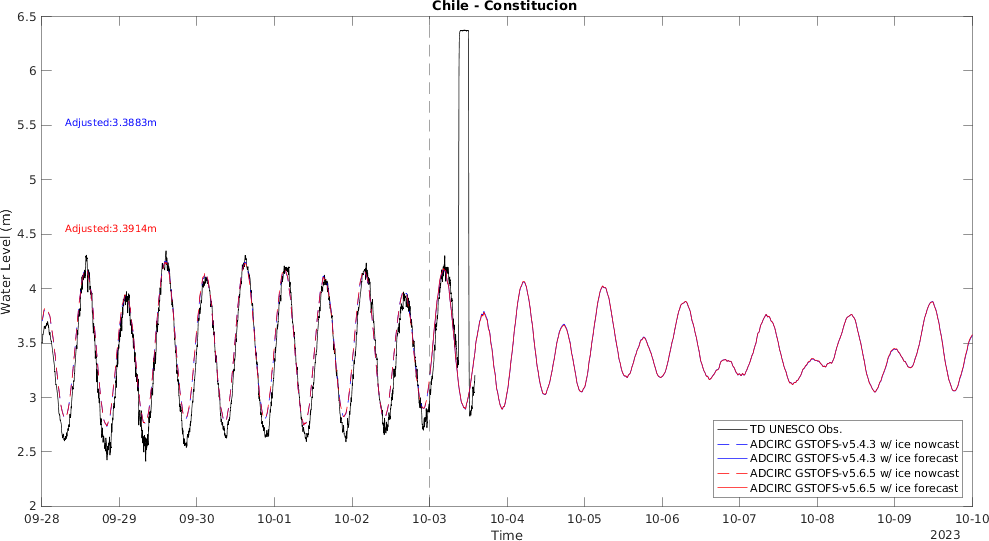 Chile - Constitucion
6.5
6
5.5
5
4.5
4
3.5
3
2.5
2
Water Level (m)
Adjusted:3.3883m
Adjusted:3.3914m
TD UNESCO Obs.
ADCIRC GSTOFS-v5.4.3 w/ ice nowcast
ADCIRC GSTOFS-v5.4.3 w/ ice forecast
ADCIRC GSTOFS-v5.6.5 w/ ice nowcast
ADCIRC GSTOFS-v5.6.5 w/ ice forecast
09-28 09-29 09-30 10-01 10-02 10-03 10-04 10-05 10-06 10-07 10-08 10-09 10-10
Time
2023